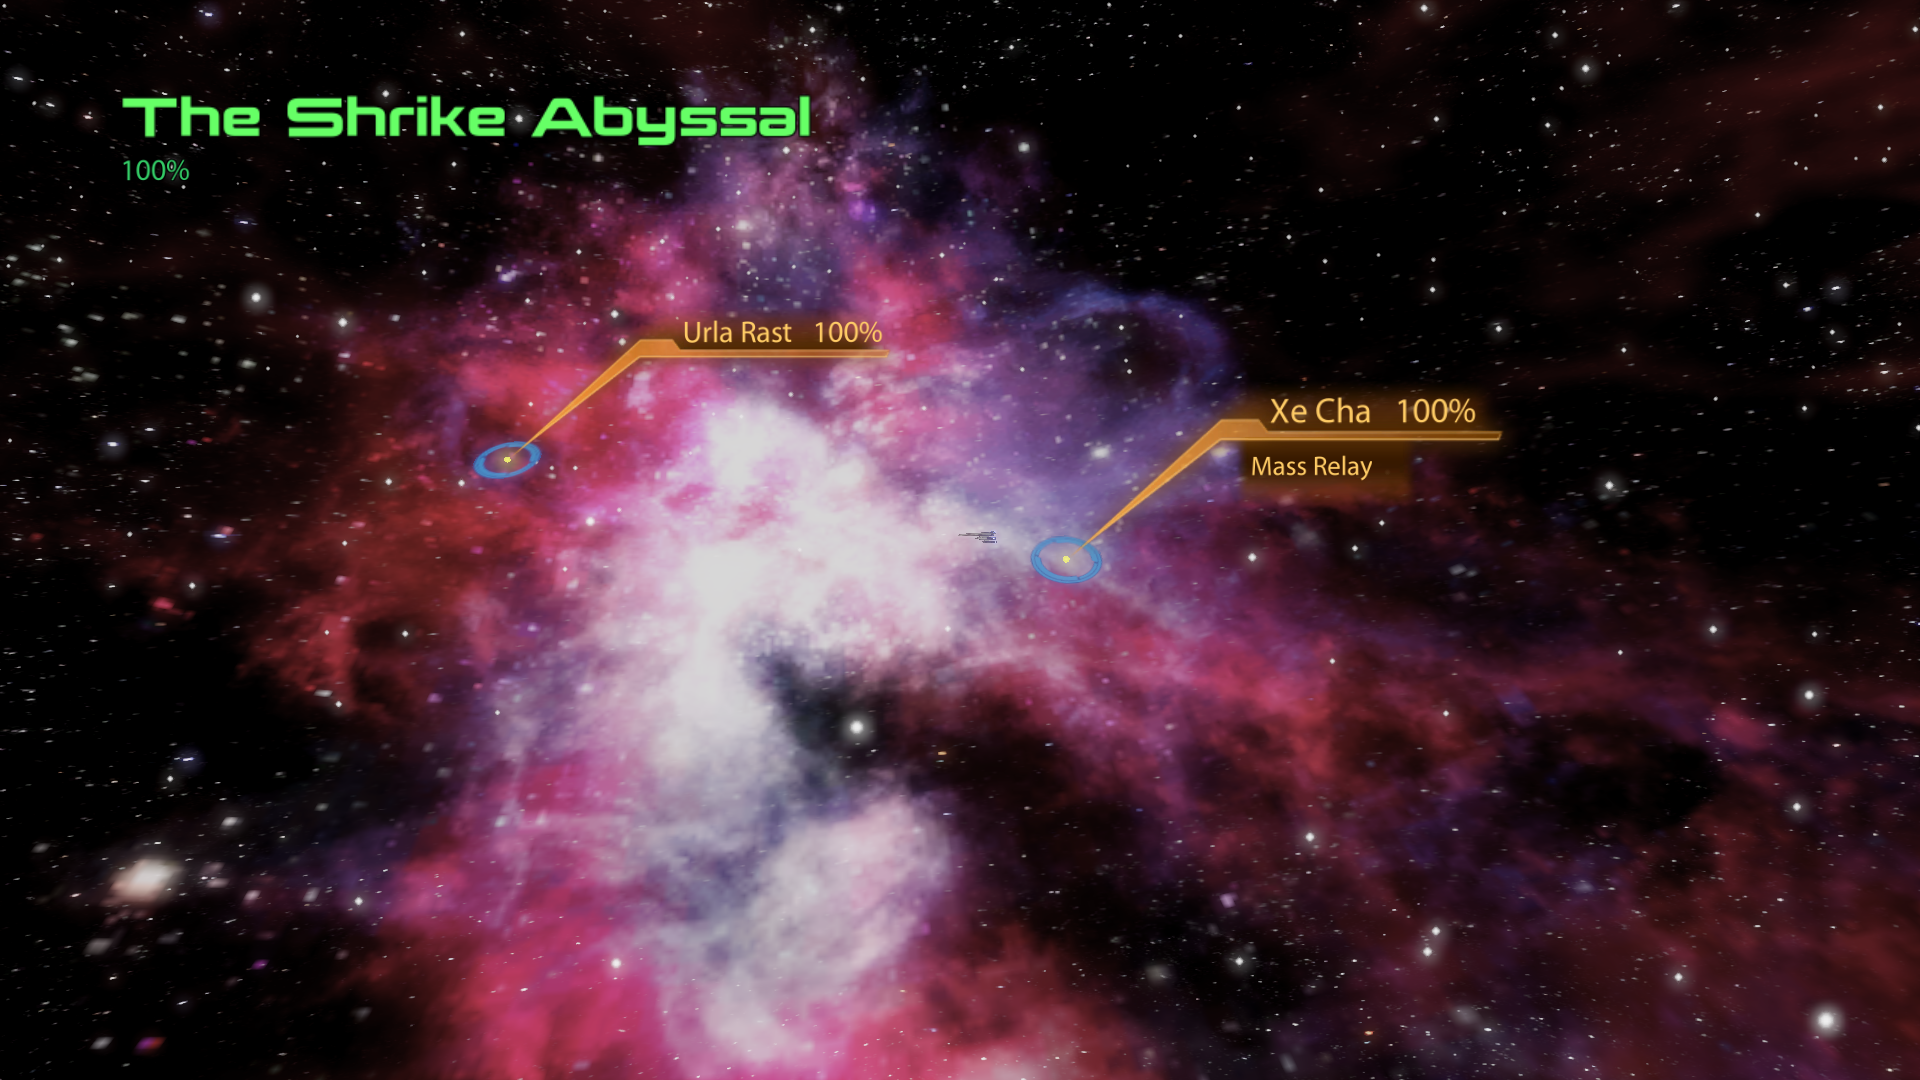 The Shrike Abyssal
100%
Urla Rast 100%
Xe Cha 100%
Mass Relay